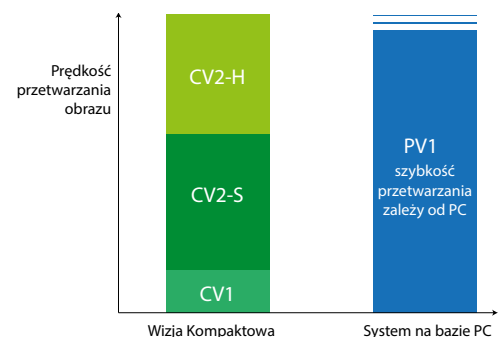 Prędkość
przetwarzania
obrazu
CV2-H
CV2-S
CV1
PV1
szybkość
przetwarzania
zależy od PC
Wizja Kompaktowa
System na bazie PC